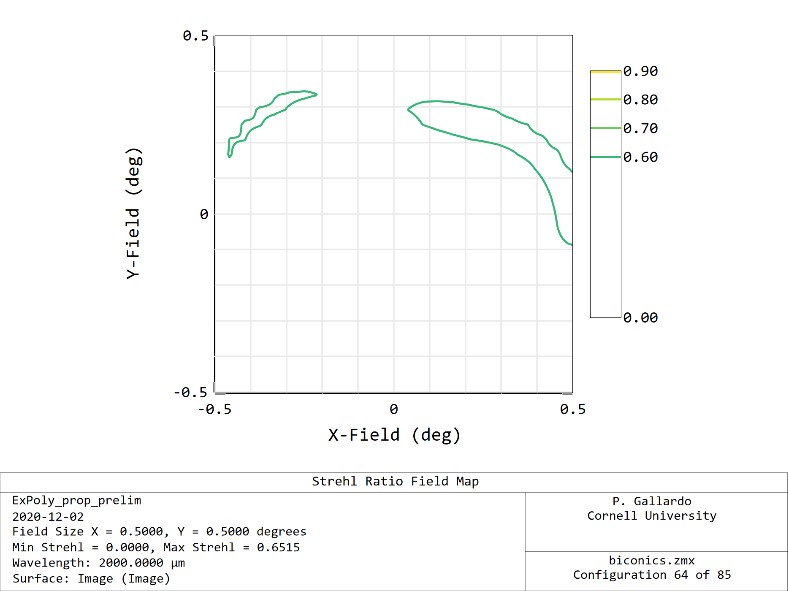 0.5
0
-0.5
Y-Field (deg)
-0.5 0 0.5
X-Field (deg)
0.90
0.80
0.70
0.60
0.00
Strehl Ratio Field Map
ExPoly_prop_prelim
2020-12-02
Field Size X = 0.5000, Y = 0.5000 degrees
Min Strehl = 0.0000, Max Strehl = 0.6515
Wavelength: 2000.0000 µm
Surface: Image (Image)
P. Gallardo
Cornell University
biconics.zmx
Configuration 64 of 85